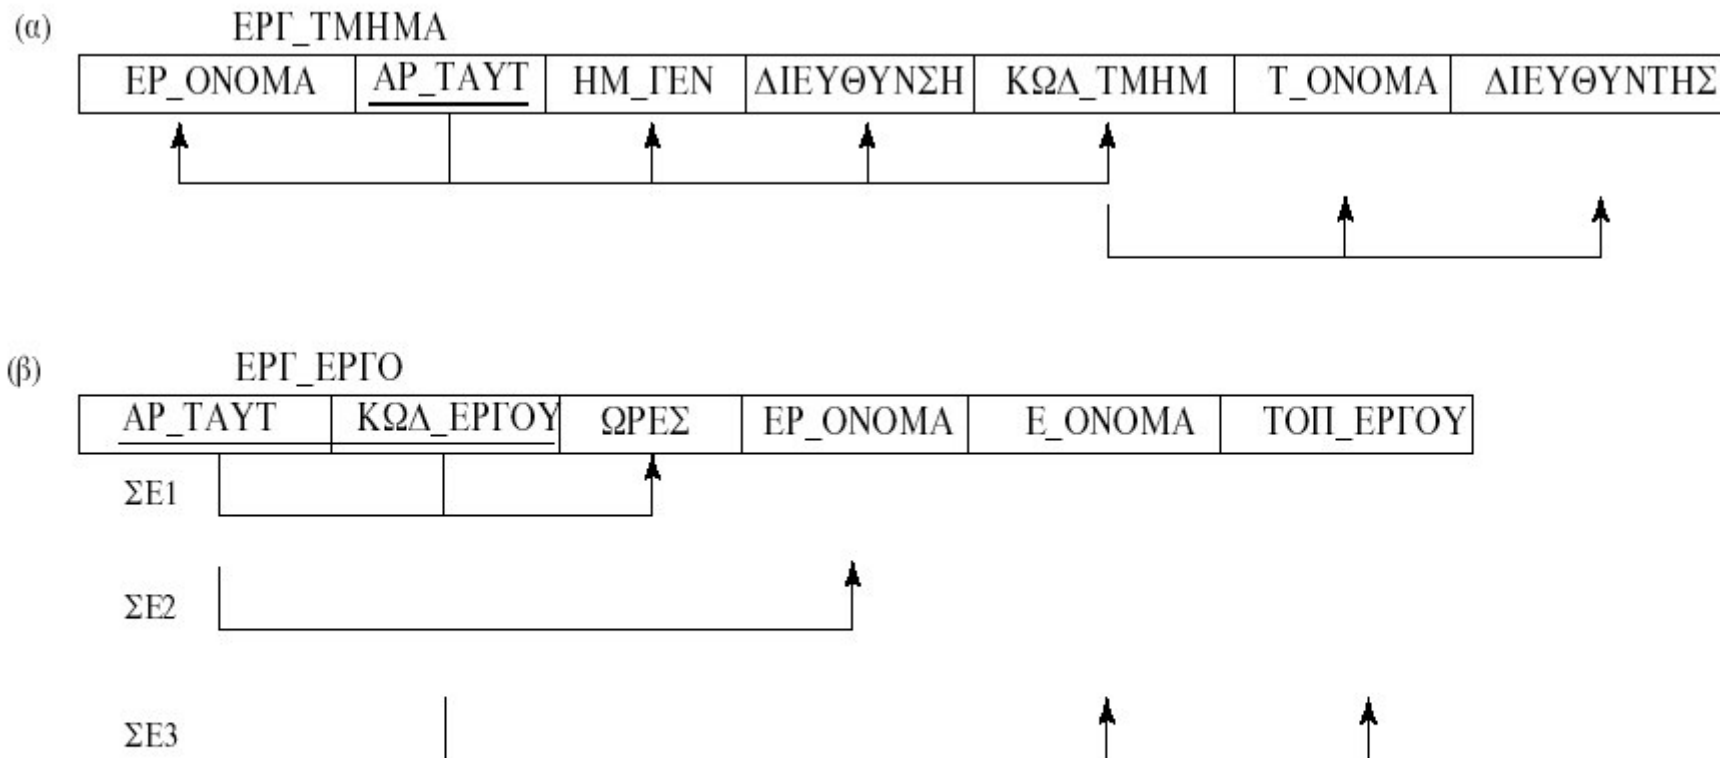 (α) ΕΡΓ_ΤΜΗΜΑ
ΕΡ_ΟΝΟΜΑ ΑΡ_ΤΑΥΤ ΗΜ_ΓΕΝ ΔΙΕΥΘΥΝΣΗ ΚΩΔ_ΤΜΗΜ Τ_ΟΝΟΜΑ ΔΙΕΥΘΥΝΤΗΣ
(β) ΕΡΓ_ΕΡΓΟ
ΑΡ_ΤΑΥΤ ΚΩΔ_ΕΡΓΟΥ ΩΡΕΣ ΕΡ_ΟΝΟΜΑ Ε_ΟΝΟΜΑ ΤΟΠ_ΕΡΓΟΥ
ΣΕ1
ΣΕ2
ΣΕ3